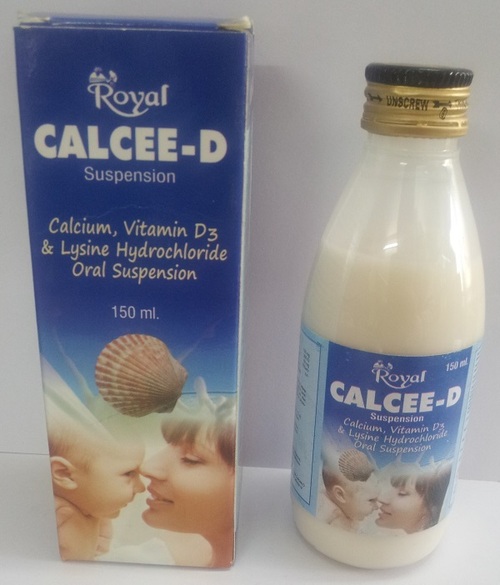 Royal
CALCEE-D
Suspension
Calcium, Vitamin D3
& Lysine Hydrochloride
Oral Suspension
150 ml.
UNSCREW
150 ml.
Royal
CALCEE-D
Suspension
Calcium, Vitamin D3
& Lysine Hydrochloride
Oral Suspension